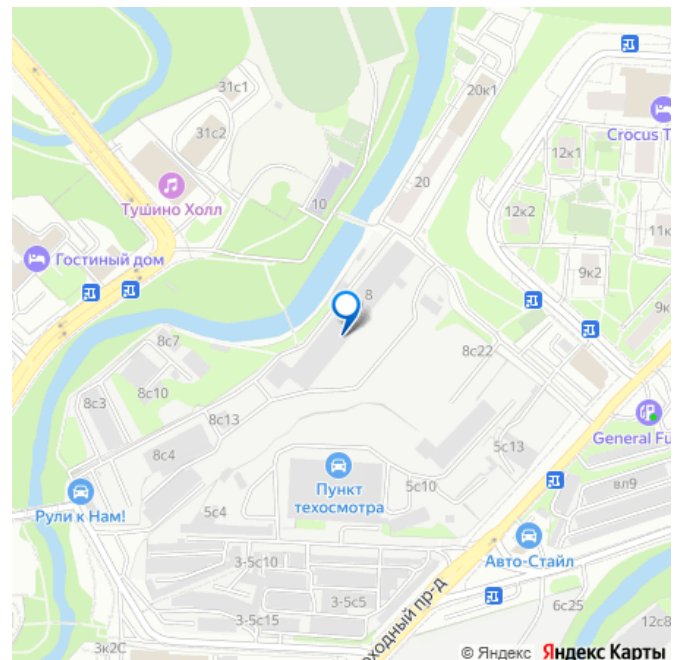 31с1
31с2
20к1
Crocus T
12к1
Тушино Холл
10
20
12к2
11к
Гостиный дом
9к2
8
9к
8с7
8с22
8с10
8с3
8с13
General Fu
8с4
5с13
Пункт
техосмотра
5с10
вл9
Рули к Нам!
5с4
Авто-Стайл
3-5с10
3-5с5
6с25
3-5с15
12с8
3к2С
оходный пр-д
© Яндекс Яндекс Карты